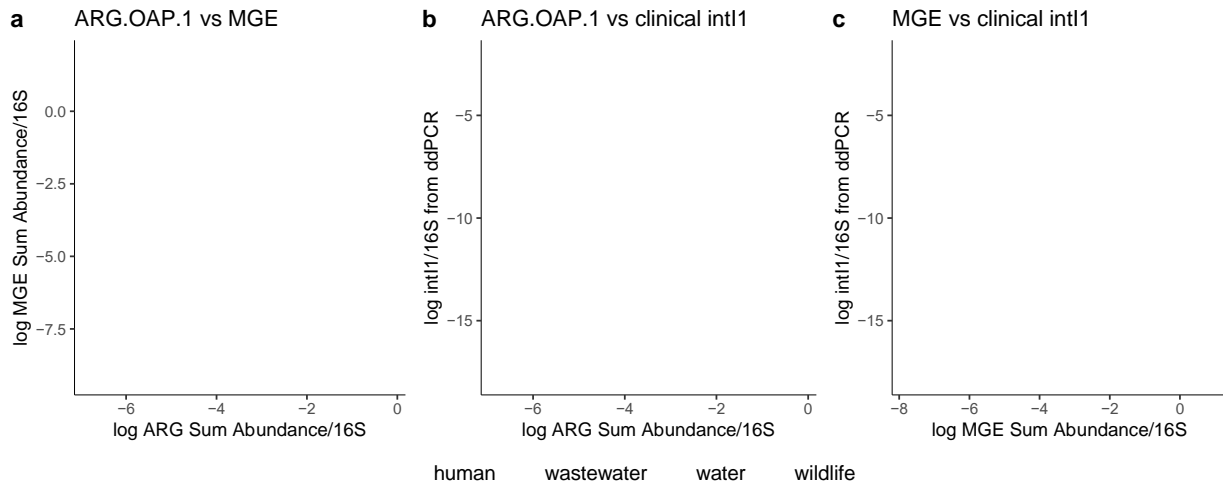 a ARG.OAP.1 vs MGE
log MGE Sum Abundance/16S
0.0
−2.5
−5.0
−7.5
−6 −4 −2 0
log ARG Sum Abundance/16S
b ARG.OAP.1 vs clinical intI1
log intI1/16S from ddPCR
−5
−10
−15
−6 −4 −2 0
log ARG Sum Abundance/16S
c MGE vs clinical intI1
log intI1/16S from ddPCR
−5
−10
−15
−8 −6 −4 −2 0
log MGE Sum Abundance/16S
human wastewater water wildlife